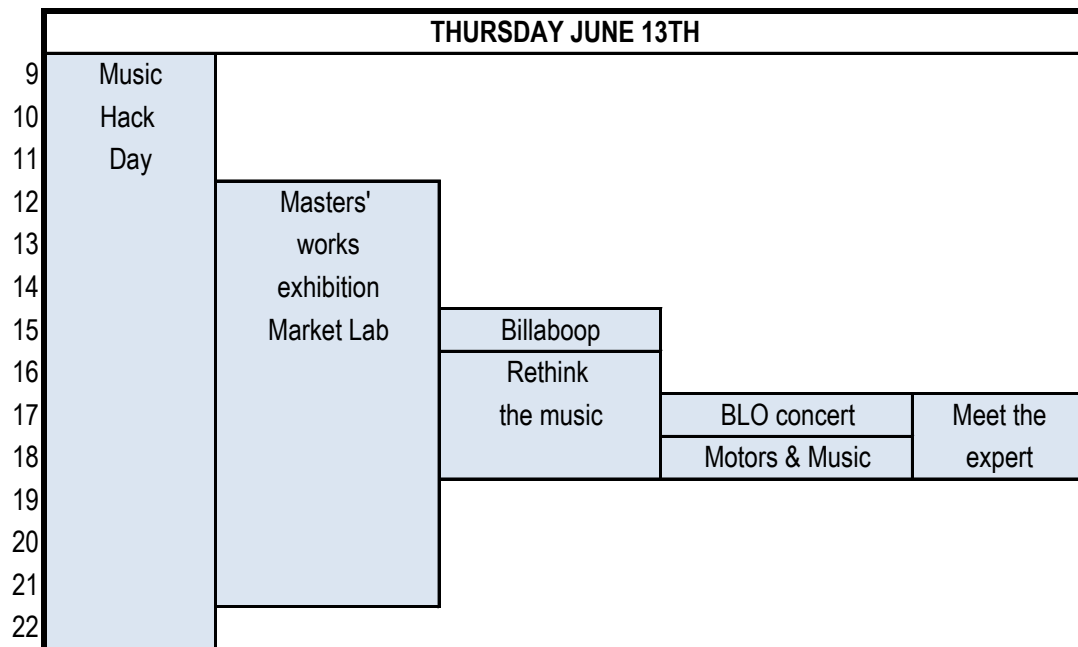 THURSDAY JUNE 13TH
9 Music
10 Hack
11 Day
12 Masters'
13 works
14 exhibition
15 Market Lab Billaboop
16 Rethink
17 the music BLO concert Meet the
18 Motors & Music expert
19
20
21
22